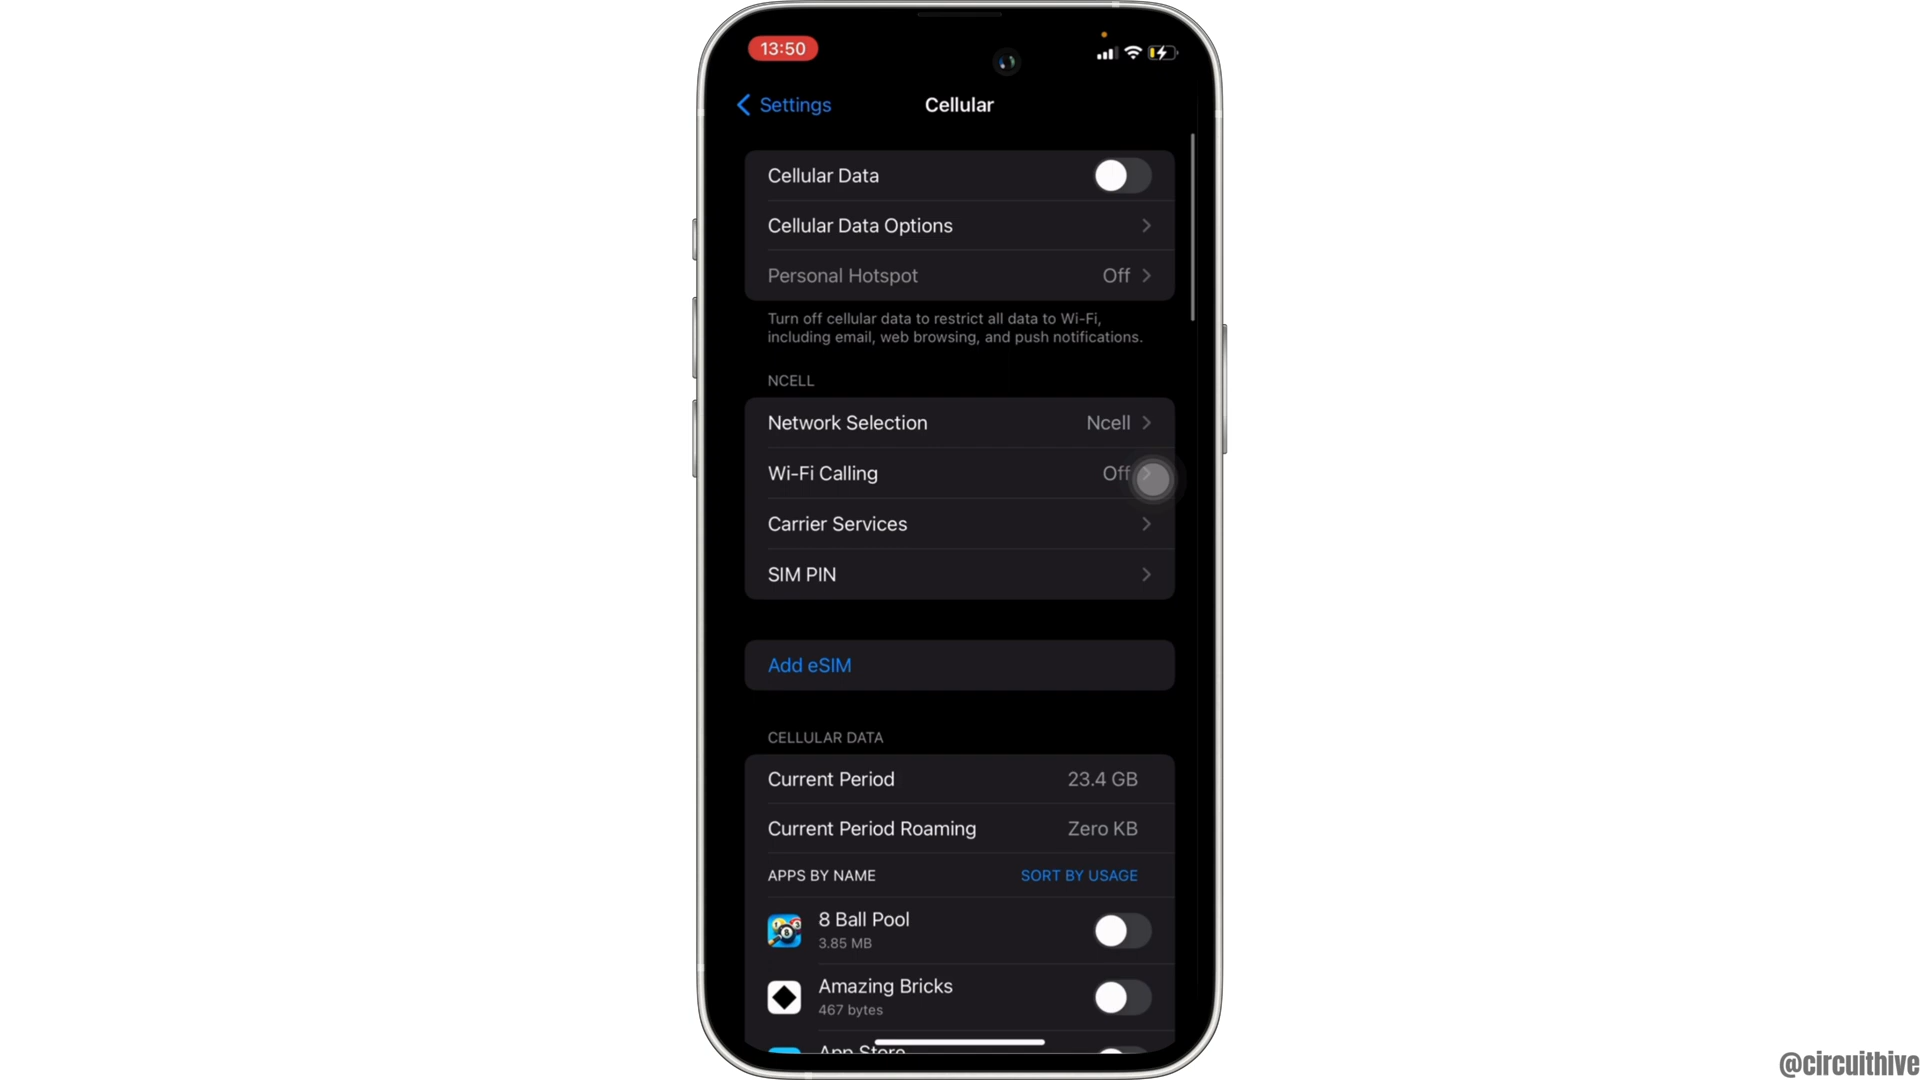 13:50
Settings
Cellular
Cellular Data
Cellular Data Options
Personal Hotspot Off
Turn off cellular data to restrict all data to Wi-Fi,
including email, web browsing, and push notifications.
NCELL
Network Selection Ncell
Wi-Fi Calling Off
Carrier Services
SIM PIN
Add eSIM
CELLULAR DATA
Current Period 23.4 GB
Current Period Roaming Zero KB
APPS BY NAME SORT BY USAGE
8 Ball Pool
3.85 MB
Amazing Bricks
467 bytes
App Store
@circuithive